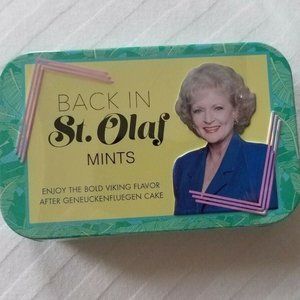 BACK IN
St. Olaf
MINTS
ENJOY THE BOLD VIKING FLAVOR
AFTER GENEUCKENFLUEGEN CAKE